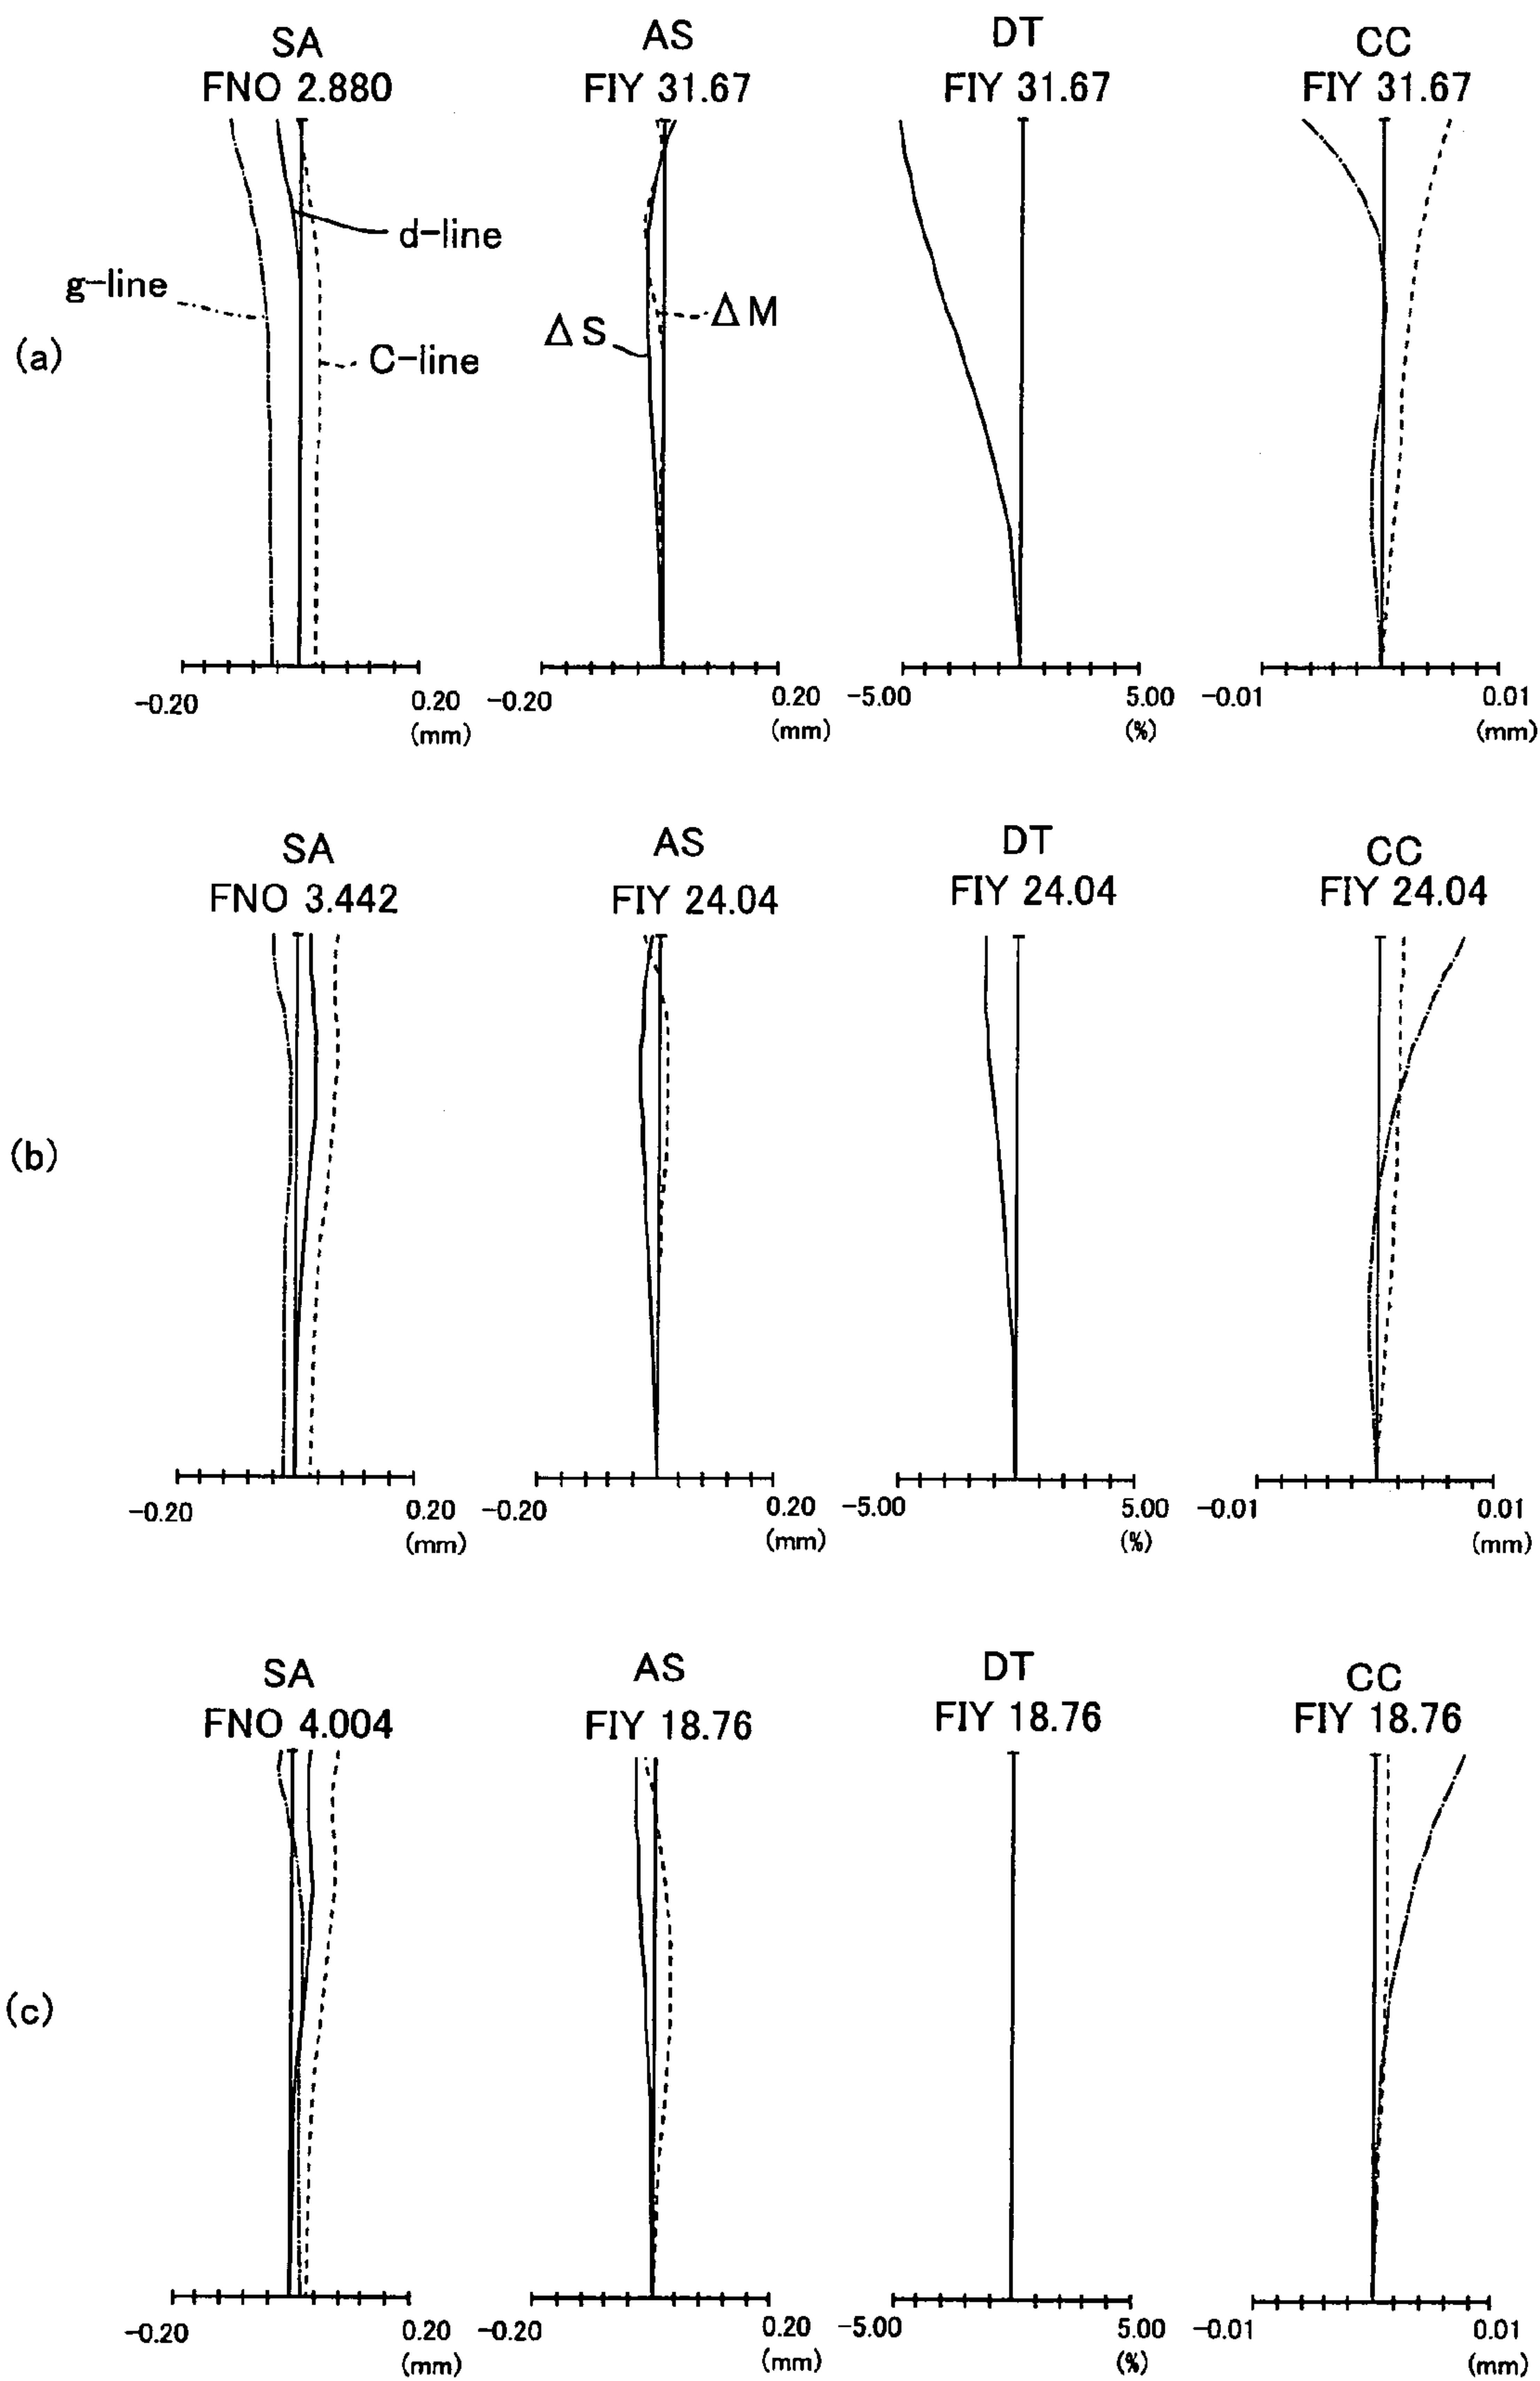 SA
FNO 2.880
AS
FIY 31.67
DT
FIY 31.67
CC
FIY 31.67
(a)
g-line
d-line
C-line
ΔS
ΔM
-0.20
0.20
(mm)
-0.20
0.20
(mm)
-5.00
5.00
(%)
-0.01
0.01
(mm)
SA
FNO 3.442
AS
FIY 24.04
DT
FIY 24.04
CC
FIY 24.04
(b)
-0.20
0.20
(mm)
-0.20
0.20
(mm)
-5.00
5.00
(%)
-0.01
0.01
(mm)
SA
FNO 4.004
AS
FIY 18.76
DT
FIY 18.76
CC
FIY 18.76
(c)
-0.20
0.20
(mm)
-0.20
0.20
(mm)
-5.00
5.00
(%)
-0.01
0.01
(mm)